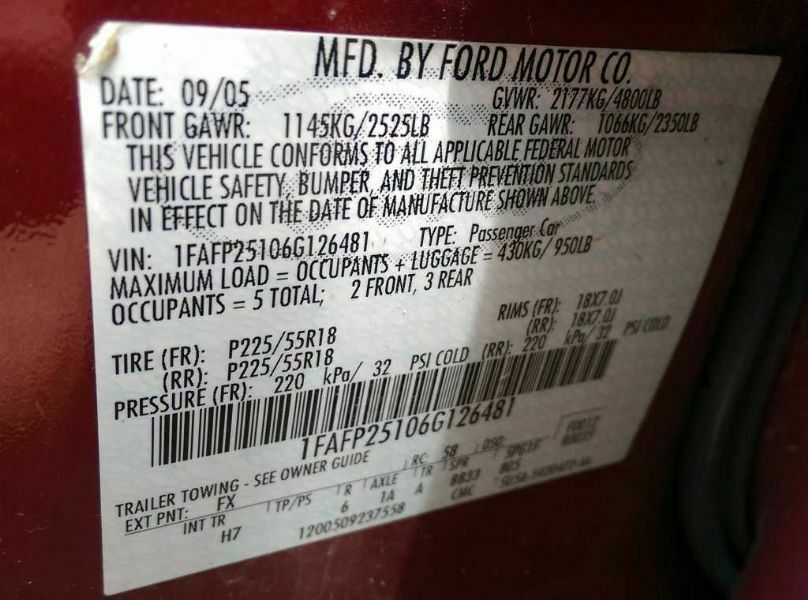 MFD. BY FORD MOTOR CO.
DATE: 09/05 GVWR: 2177KG/4800LB
FRONT GAWR: 1145KG/2525LB REAR GAWR: 1066KG/2350LB
THIS VEHICLE CONFORMS TO ALL APPLICABLE FEDERAL MOTOR
VEHICLE SAFETY, BUMPER, AND THEFT PREVENTION STANDARDS
IN EFFECT ON THE DATE OF MANUFACTURE SHOWN ABOVE.
VIN: 1FAFP25106G126481 TYPE: Passenger Car
MAXIMUM LOAD = OCCUPANTS + LUGGAGE = 430KG/ 950LB
OCCUPANTS = 5 TOTAL; 2 FRONT, 3 REAR
TIRE (FR): P225/55R18 RIMS (FR): 18X7.0J
(RR): P225/55R18 (RR): 18X7.0J
PRESSURE (FR): 220 kPa/ 32 PSI COLD (RR): 220 kPa/ 32 PSI COLD
1FAFP25106G126481
TRAILER TOWING - SEE OWNER GUIDE
EXT PNT: FX RC: 58 DSO:
INT TR TP/PS R AXLE TR SPR
H7 6 1A A 8833
1200509237558 CMC